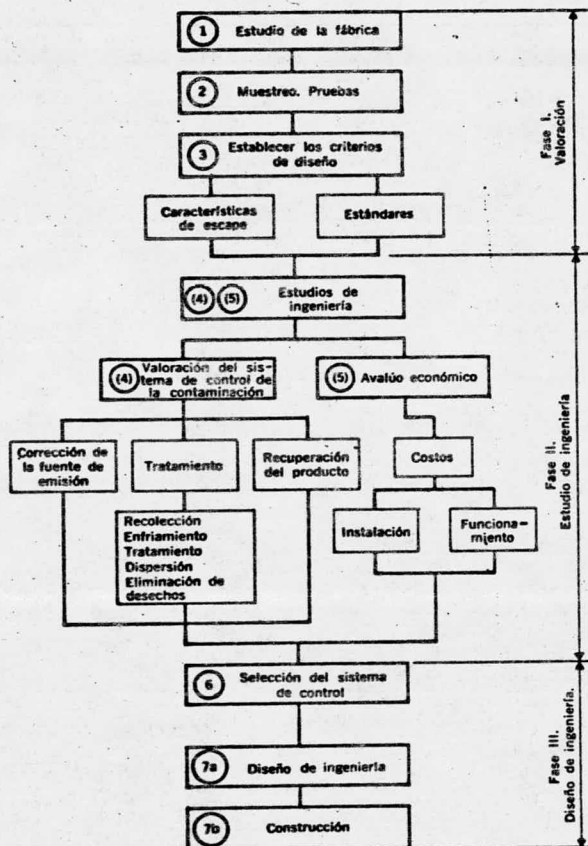 1 Estudio de la fábrica
2 Muestreo. Pruebas
3 Establecer los criterios
de diseño
Características
de escape
Estándares
Fase I.
Valoración
(4) (5) Estudios de
ingeniería
(4) Valoración del sis-
tema de control de
la contaminación
(5) Avalúo económico
Corrección de
la fuente de
emisión
Tratamiento
Recuperación
del producto
Costos
Recolección
Enfriamiento
Tratamiento
Dispersión
Eliminación de
desechos
Instalación
Funciona-
miento
Fase II.
Estudio de ingeniería
6 Selección del sistema
de control
7a Diseño de ingeniería
7b Construcción
Fase III.
Diseño de ingeniería.